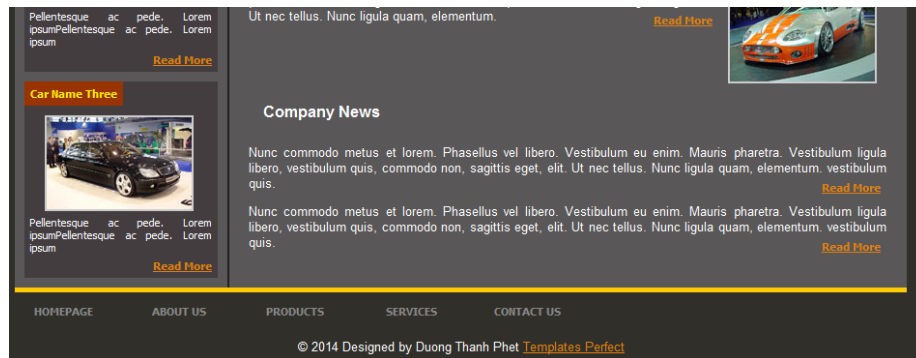 Pellentesque ac pede. Lorem
ipsumPellentesque ac pede. Lorem
ipsum
Read More
Car Name Three
Pellentesque ac pede. Lorem
ipsumPellentesque ac pede. Lorem
ipsum
Read More
Ut nec tellus. Nunc ligula quam, elementum.
Read More
Company News
Nunc commodo metus et lorem. Phasellus vel libero. Vestibulum eu enim. Mauris pharetra. Vestibulum ligula
libero, vestibulum quis, commodo non, sagittis eget, elit. Ut nec tellus. Nunc ligula quam, elementum. vestibulum
quis.
Read More
Nunc commodo metus et lorem. Phasellus vel libero. Vestibulum eu enim. Mauris pharetra. Vestibulum ligula
libero, vestibulum quis, commodo non, sagittis eget, elit. Ut nec tellus. Nunc ligula quam, elementum. vestibulum
quis.
Read More
HOMEPAGE ABOUT US PRODUCTS SERVICES CONTACT US
© 2014 Designed by Duong Thanh Phet Templates Perfect